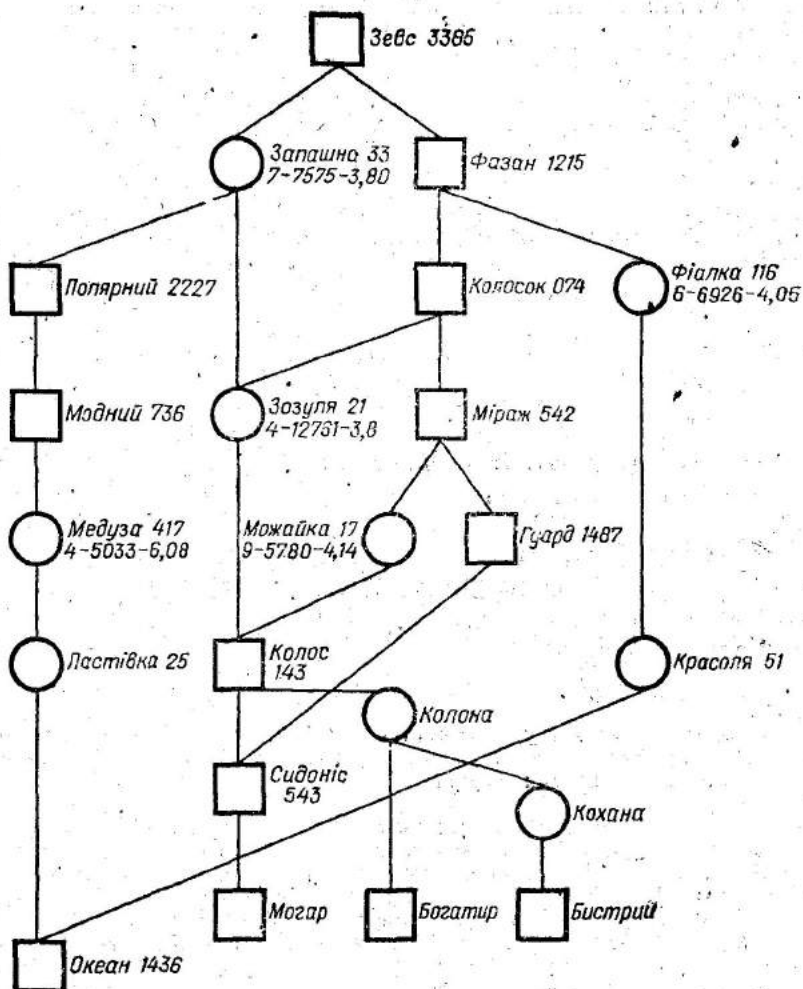 Зевс 3386
Запашна 33
7-7575-3,80
Фазан 1215
Полярний 2227
Колосок 074
Фіалка 116
6-6926-4,05
Модний 736
Зозуля 21
4-12761-3,8
Міраж 542
Медуза 417
4-5033-6,08
Можайка 17
9-5780-4,14
Гуард 1487
Ластівка 25
Колос
143
Красоля 51
Колона
Сидоніс
543
Кохана
Могар
Богатир
Бистрий
Океан 1436